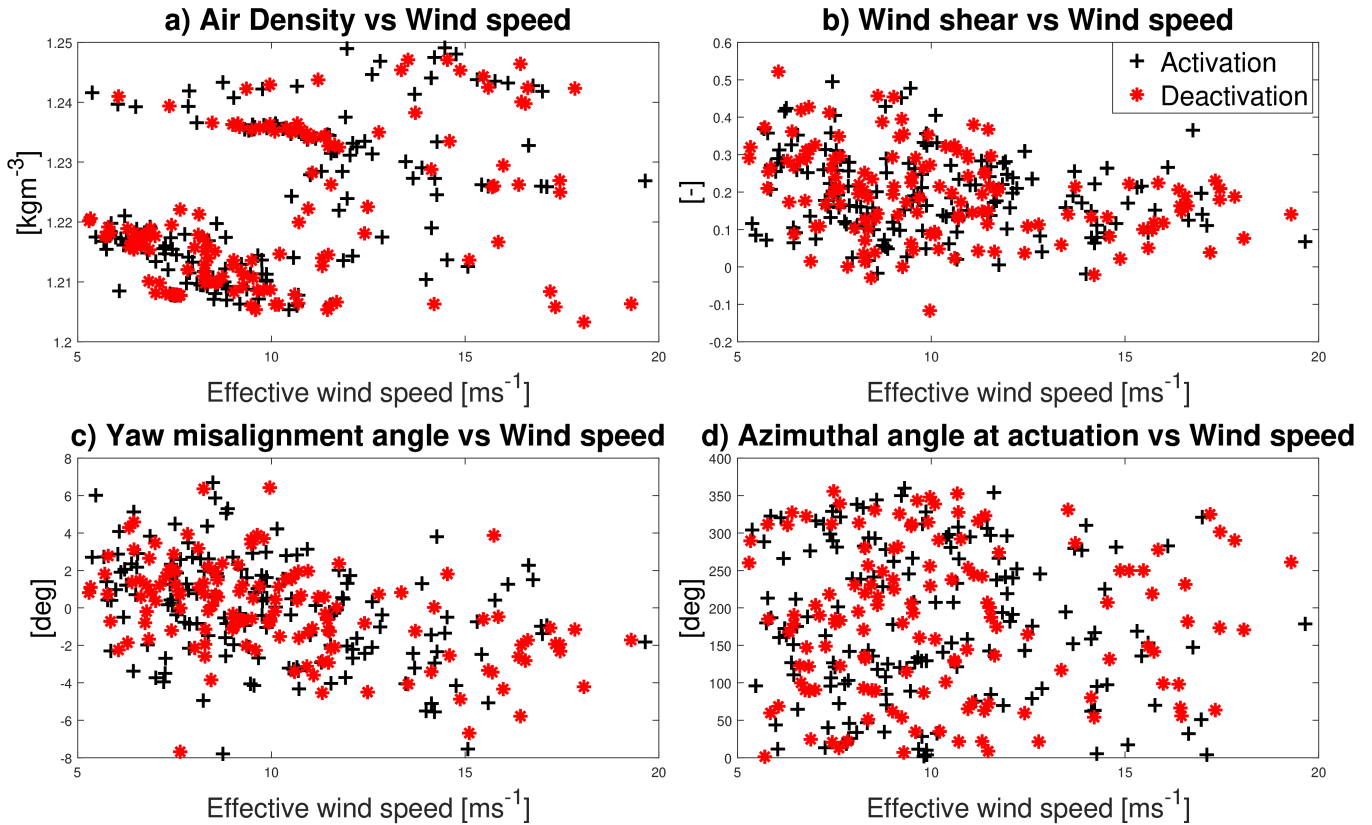 a) Air Density vs Wind speed
[kgm⁻³]
1.25
1.24
1.23
1.22
1.21
1.2
5 10 15 20
Effective wind speed [ms⁻¹]
b) Wind shear vs Wind speed
[-]
0.6
0.5
0.4
0.3
0.2
0.1
0
-0.1
-0.2
Activation
Deactivation
5 10 15 20
Effective wind speed [ms⁻¹]
c) Yaw misalignment angle vs Wind speed
[deg]
8
6
4
2
0
-2
-4
-6
-8
5 10 15 20
Effective wind speed [ms⁻¹]
d) Azimuthal angle at actuation vs Wind speed
[deg]
400
350
300
250
200
150
100
50
0
5 10 15 20
Effective wind speed [ms⁻¹]